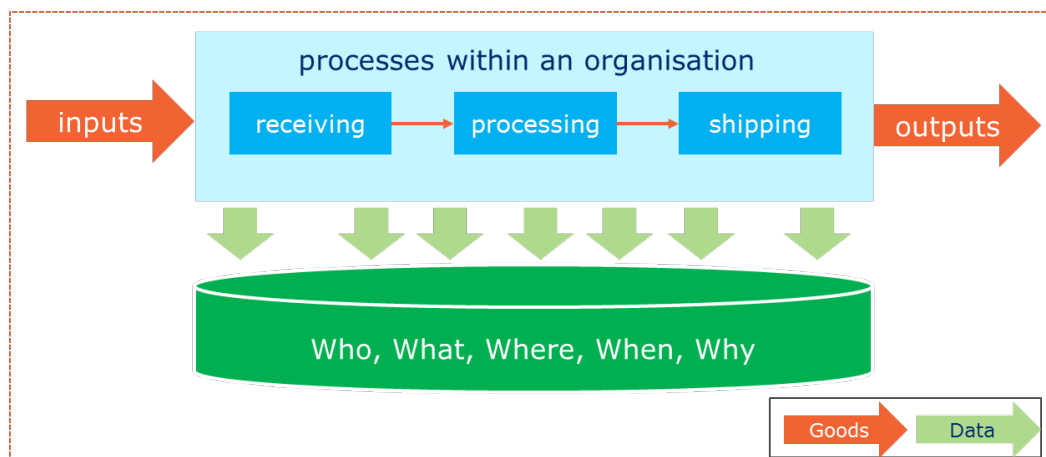 processes within an organisation
inputs
receiving
processing
shipping
outputs
Who, What, Where, When, Why
Goods
Data